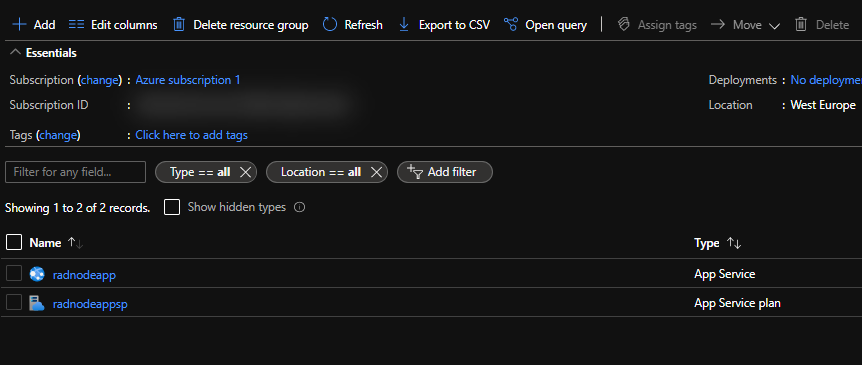 Add Edit columns Delete resource group Refresh Export to CSV Open query Assign tags Move Delete
Essentials
Subscription (change) : Azure subscription 1 Deployments : No deployme
Subscription ID : Location : West Europe
Tags (change) : Click here to add tags
Filter for any field... Type == all Location == all Add filter
Showing 1 to 2 of 2 records. Show hidden types
Name Type
radnodeapp App Service
radnodeappsp App Service plan